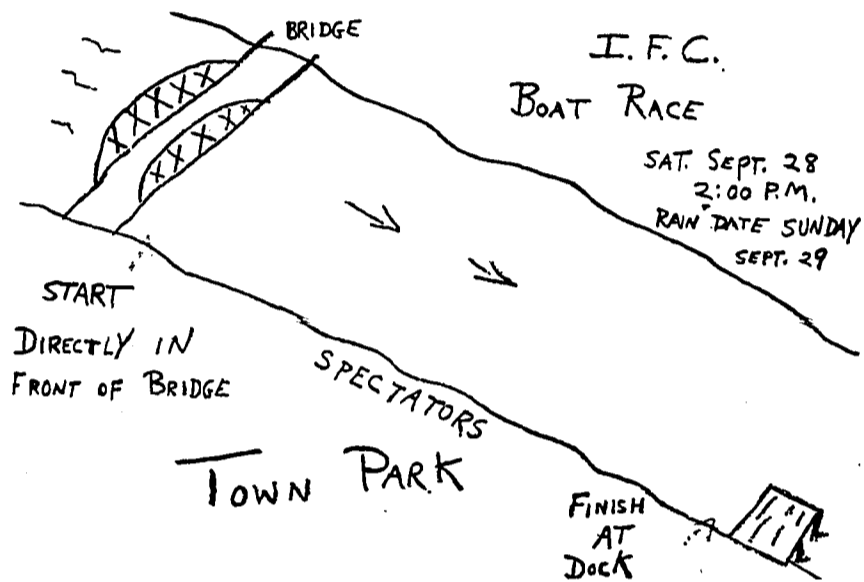 BRIDGE
I.F.C.
BOAT RACE
SAT. SEPT. 28
2:00 P.M.
RAIN DATE SUNDAY
SEPT. 29
START
DIRECTLY IN
FRONT OF BRIDGE
SPECTATORS
TOWN PARK
FINISH
AT
DOCK